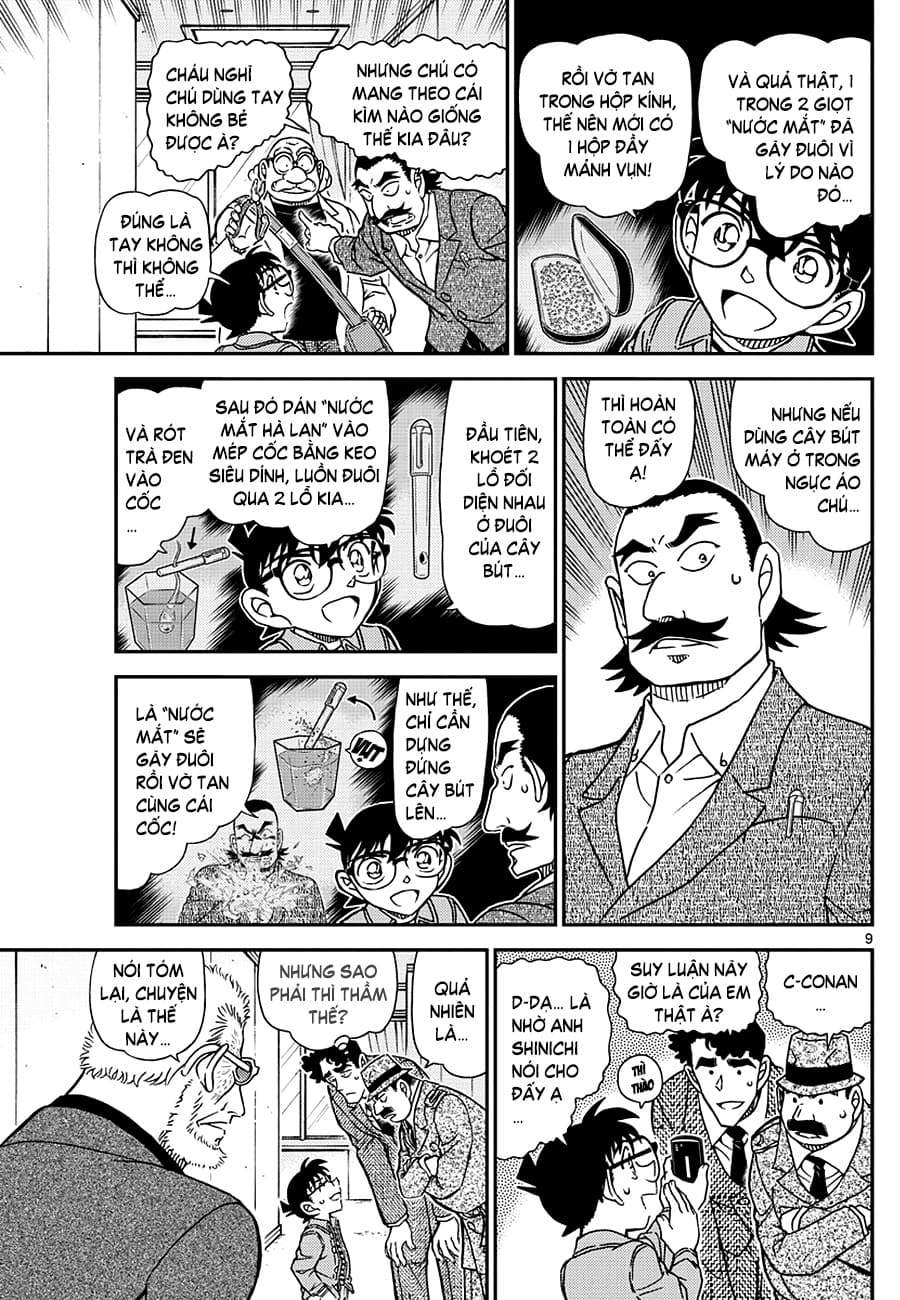 VÀ QUẢ THẬT, 1
TRONG 2 GIỌT
“NƯỚC MẮT” ĐÃ
GÃY ĐUÔI VÌ
LÝ DO NÀO
ĐÓ...
RỒI VỠ TAN
TRONG HỘP KÍNH,
THẾ NÊN MỚI CÓ
1 HỘP ĐẦY
MẢNH VỤN!
NHƯNG CHÚ CÓ
MANG THEO CÁI
KÌM NÀO GIỐNG
THẾ KIA ĐÂU?
CHÁU NGHĨ
CHÚ DÙNG TAY
KHÔNG BẺ
ĐƯỢC À?
ĐÚNG LÀ
TAY KHÔNG
THÌ KHÔNG
THỂ...
NHƯNG NẾU
DÙNG CÂY BÚT
MÁY Ở TRONG
NGỰC ÁO
CHÚ...
THÌ HOÀN
TOÀN CÓ
THỂ ĐẤY
Ạ!
ĐẦU TIÊN,
KHOÉT 2
LỖ ĐỐI
DIỆN NHAU
Ở ĐUÔI
CỦA CÂY
BÚT...
SAU ĐÓ DÁN “NƯỚC
MẮT HÀ LAN” VÀO
MÉP CỐC BẰNG KEO
SIÊU DÍNH, LUỒN ĐUÔI
QUA 2 LỖ KIA...
VÀ RÓT
TRÀ ĐEN
VÀO
CỐC
...
NHƯ THẾ,
CHỈ CẦN
DỰNG
ĐỨNG
CÂY BÚT
LÊN...
VỤT
LÀ “NƯỚC
MẮT” SẼ
GÃY ĐUÔI
RỒI VỠ TAN
CÙNG CÁI
CỐC!
9
C-CONAN
...
SUY LUẬN NÀY
GIỜ LÀ CỦA EM
THẬT À?
D-DẠ... LÀ
NHỜ ANH
SHINICHI
NÓI CHO
ĐẤY Ạ
...
THÌ
THÀO
QUẢ
NHIÊN
LÀ...
NHƯNG SAO
PHẢI THÌ THẦM
THẾ?
NÓI TÓM
LẠI, CHUYỆN
LÀ THẾ
NÀY...